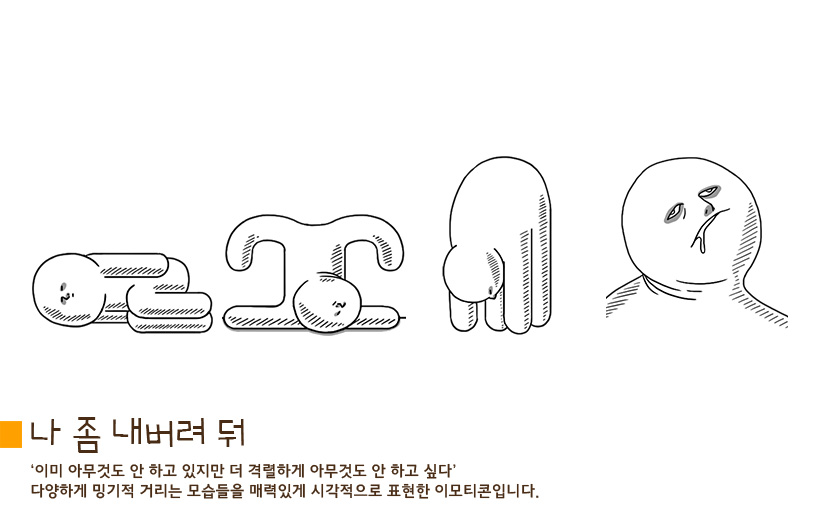 나 좀 내버려 둬
‘이미 아무것도 안 하고 있지만 더 격렬하게 아무것도 안 하고 싶다’
다양하게 밍기적 거리는 모습들을 매력있게 시각적으로 표현한 이모티콘입니다.